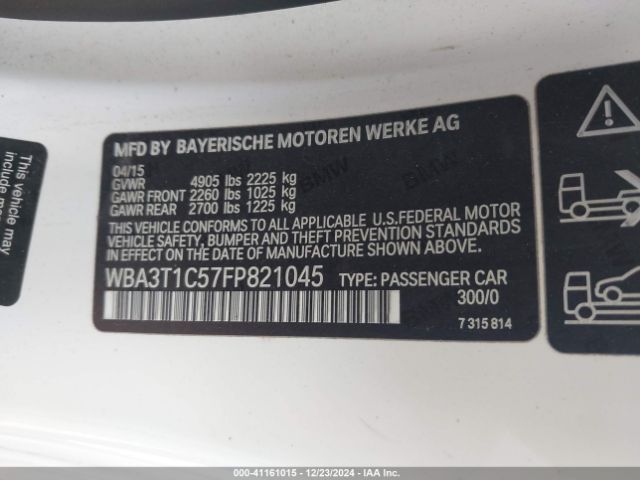 MFD BY BAYERISCHE MOTOREN WERKE AG
04/15
GVWR 4905 lbs 2225 kg
GAWR FRONT 2260 lbs 1025 kg
GAWR REAR 2700 lbs 1225 kg
THIS VEHICLE CONFORMS TO ALL APPLICABLE U.S.FEDERAL MOTOR
VEHICLE SAFETY, BUMPER AND THEFT PREVENTION STANDARDS
IN EFFECT ON THE DATE OF MANUFACTURE SHOWN ABOVE.
WBA3T1C57FP821045 TYPE: PASSENGER CAR
300/0
7 315 814
This vehicle may
include
000-41161015 - 12/23/2024 - IAA Inc.